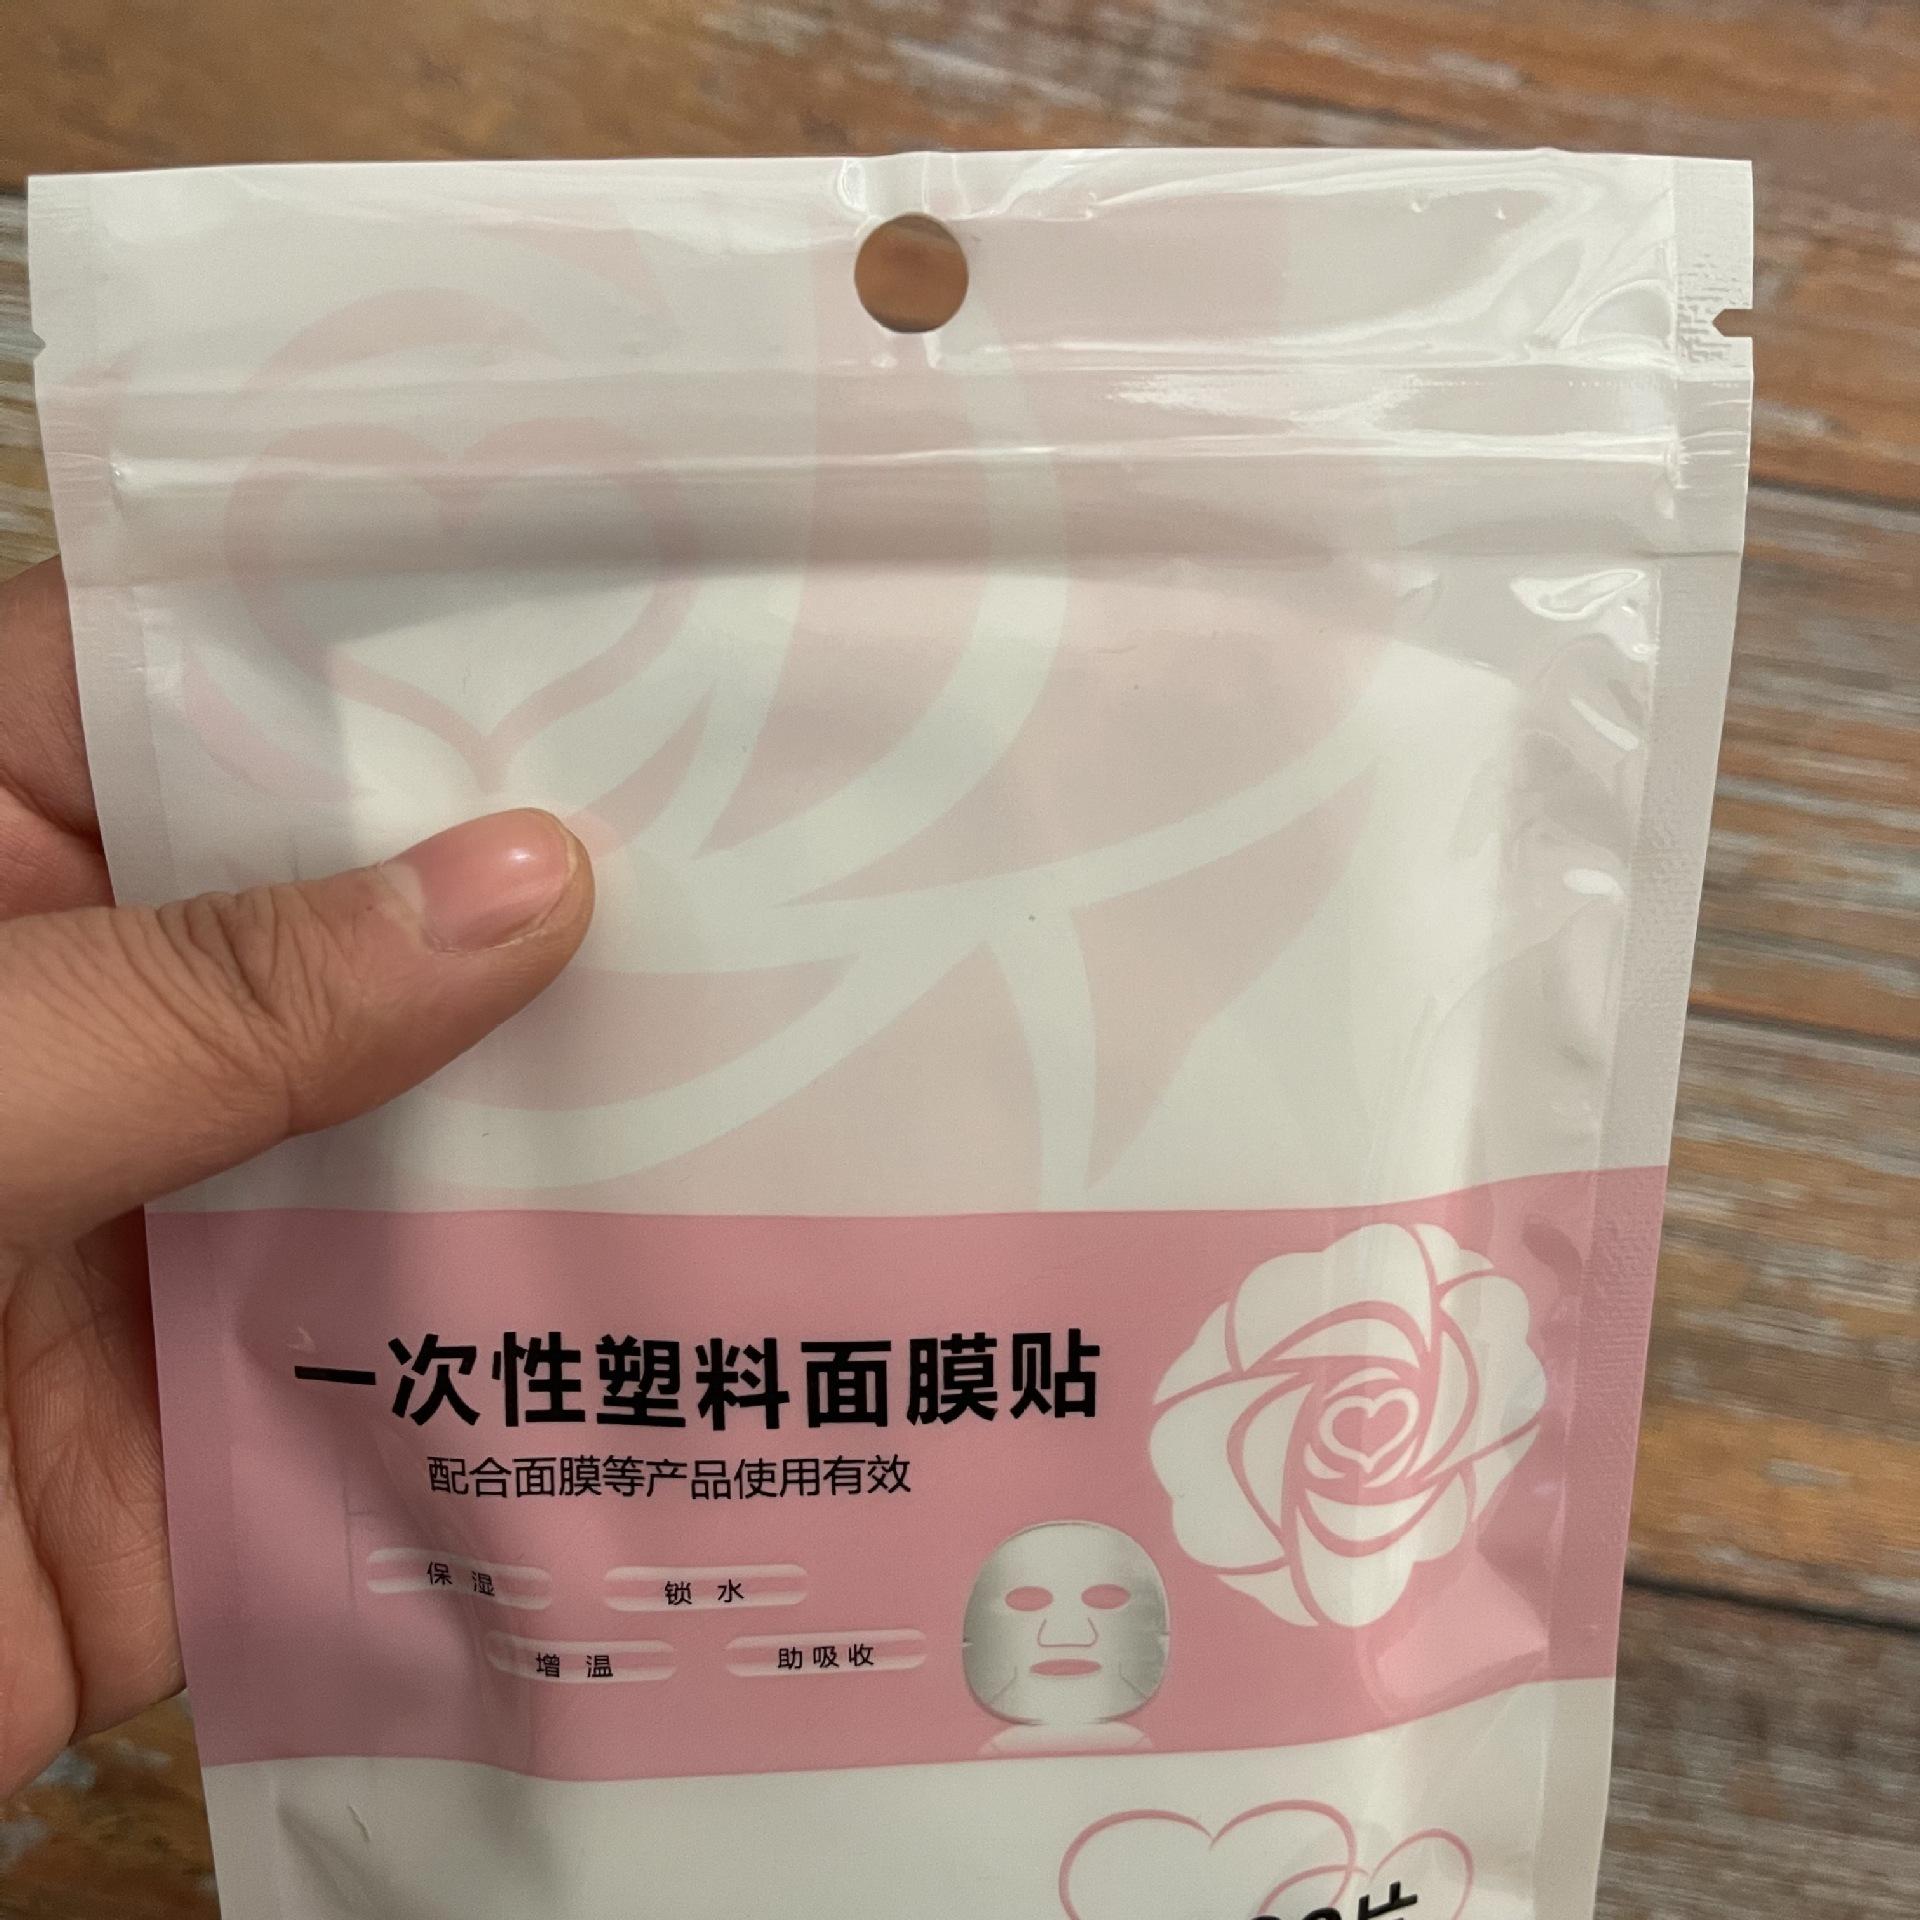 一次性塑料面膜贴
配合面膜等产品使用有效
保湿
锁水
增温
助吸收
片